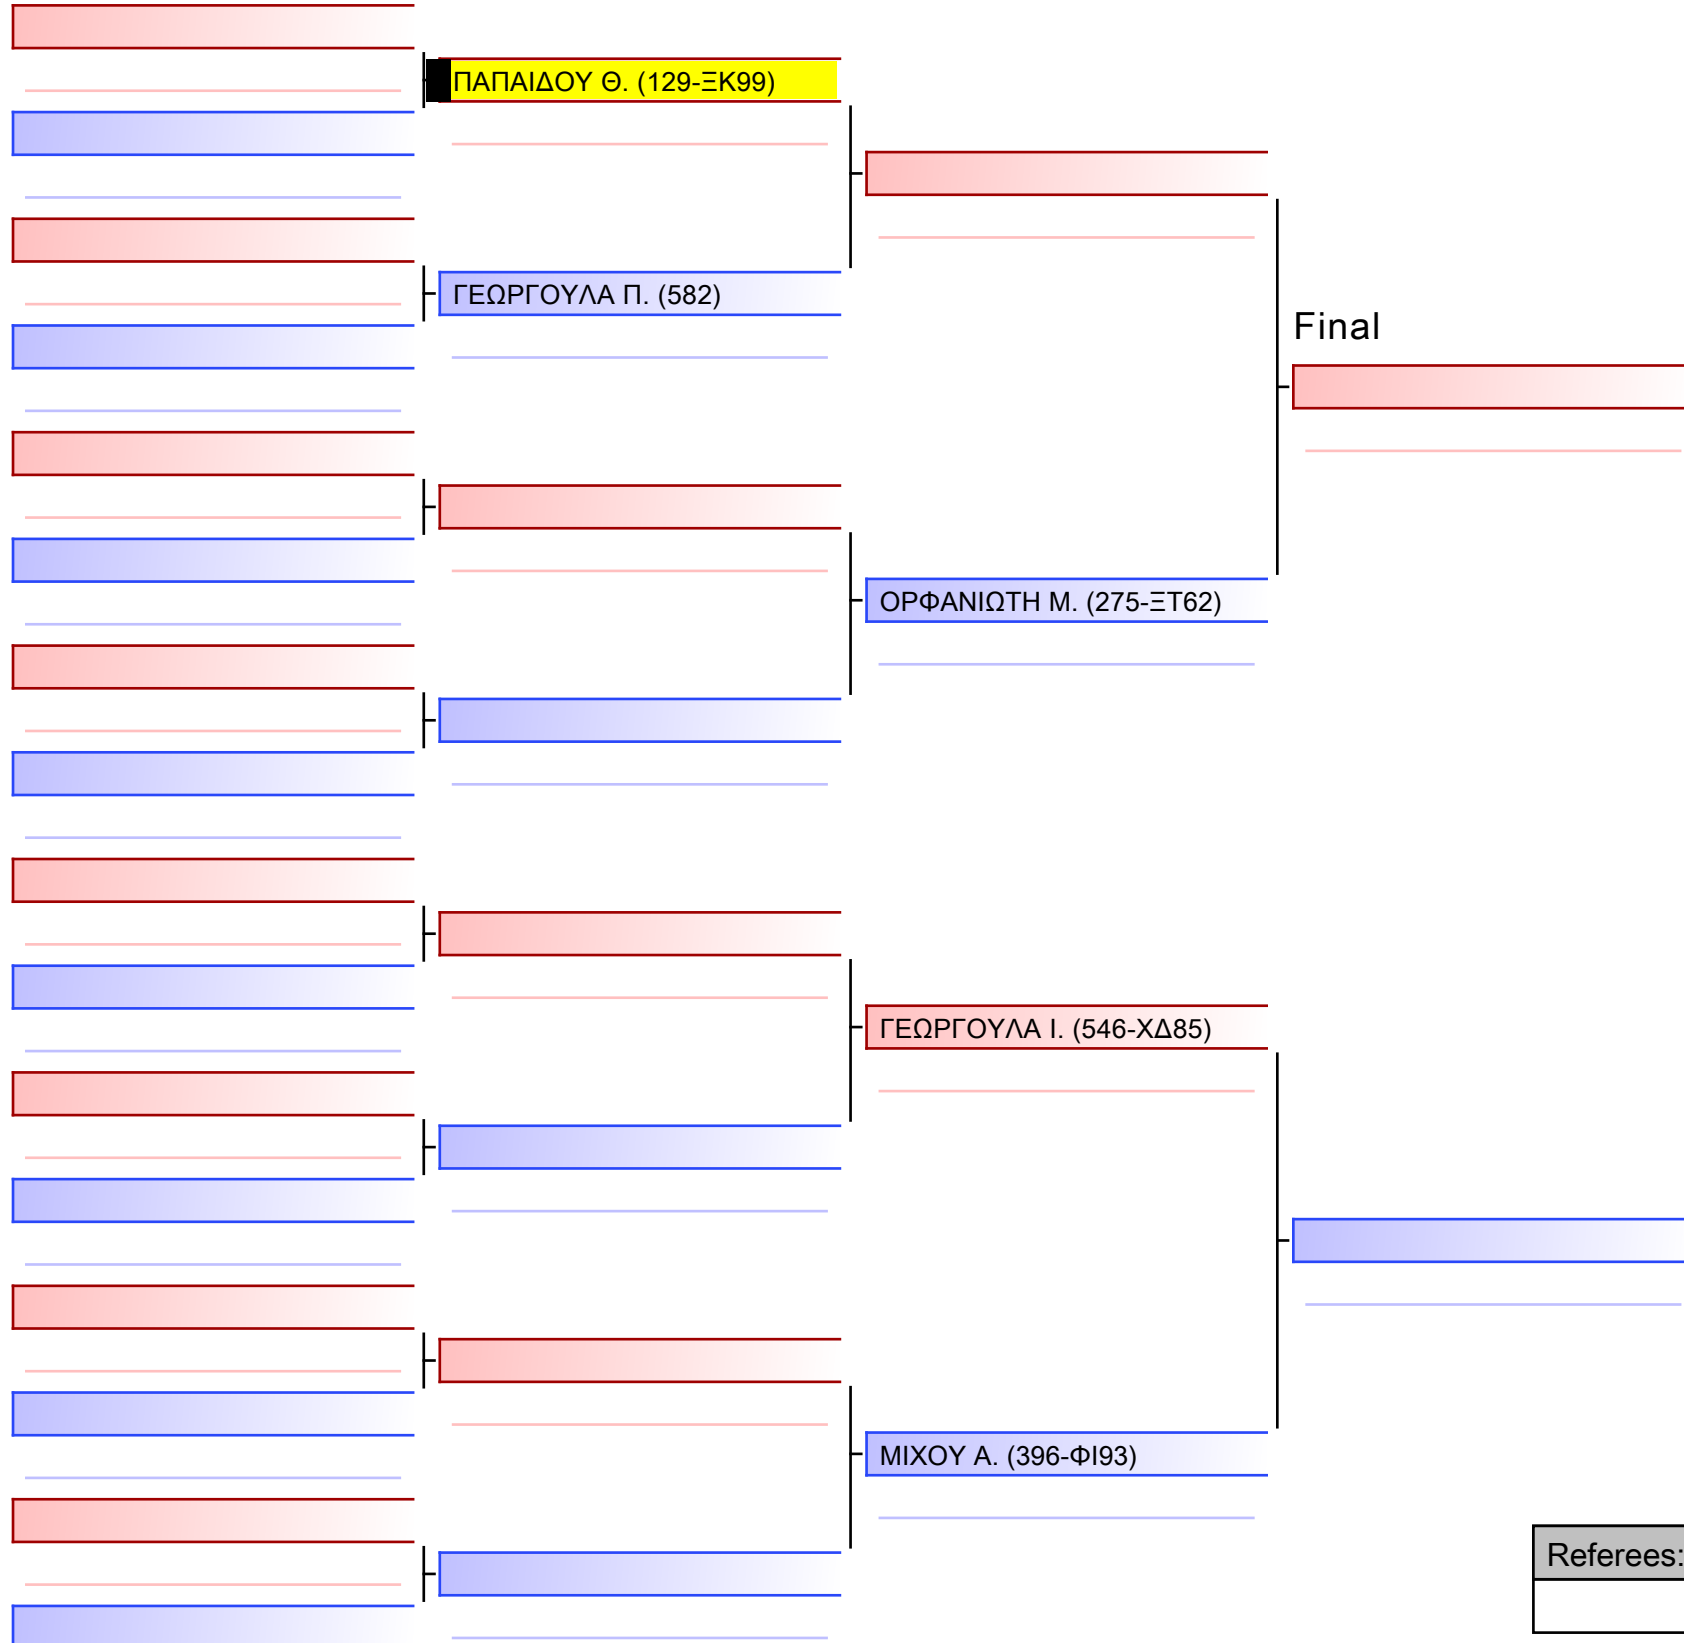 ΠΑΠΑΙΔΟΥ Θ. (129-ΞΚ99)
ΓΕΩΡΓΟΥΛΑ Π. (582)
Final
ΟΡΦΑΝΙΩΤΗ Μ. (275-ΞΤ62)
ΓΕΩΡΓΟΥΛΑ Ι. (546-ΧΔ85)
ΜΙΧΟΥ Α. (396-ΦΙ93)
Referees: